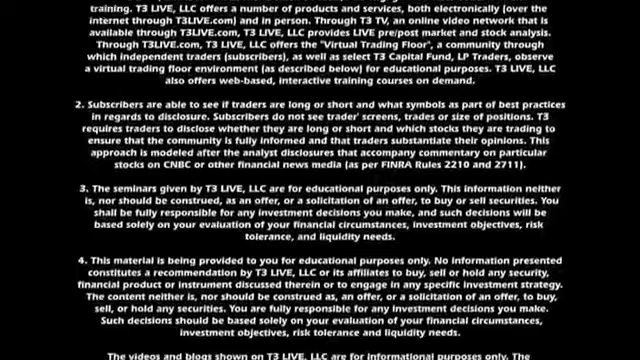 training. T3 LIVE, LLC offers a number of products and services, both electronically (over the
internet through T3LIVE.com) and in person. Through T3 TV, an online video network that is
available through T3LIVE.com, T3 LIVE, LLC provides LIVE pre/post market and stock analysis.
Through T3LIVE.com, T3 LIVE, LLC offers the "Virtual Trading Floor", a community through
which independent traders (subscribers), as well as select T3 Capital Fund, LP Traders, observe
a virtual trading floor environment (as described below) for educational purposes. T3 LIVE, LLC
also offers web-based, interactive training courses on demand.
2. Subscribers are able to see if traders are long or short and what symbols as part of best practices
in regards to disclosure. Subscribers do not see trader's screens, trades or size of positions. T3
requires traders to disclose whether they are long or short and which stocks they are trading to
ensure that the community is fully informed and that traders substantiate their opinions. This
approach is modeled after the analyst disclosures that accompany commentary on particular
stocks on CNBC or other financial news media (as per FINRA Rules 2210 and 2711).
3. The seminars given by T3 LIVE, LLC are for educational purposes only. This information neither
is, nor should be construed, as an offer, or a solicitation of an offer, to buy or sell securities. You
shall be fully responsible for any investment decisions you make, and such decisions will be
based solely on your evaluation of your financial circumstances, investment objectives, risk
tolerance, and liquidity needs.
4. This material is being provided to you for educational purposes only. No information presented
constitutes a recommendation by T3 LIVE, LLC or its affiliates to buy, sell or hold any security,
financial product or instrument discussed therein or to engage in any specific investment strategy.
The content neither is, nor should be construed as, an offer, or a solicitation of an offer, to buy,
sell, or hold any securities. You are fully responsible for any investment decisions you make.
Such decisions should be based solely on your evaluation of your financial circumstances,
investment objectives, risk tolerance and liquidity needs.
The videos and blogs shown on T3 LIVE, LLC are for informational purposes only. The